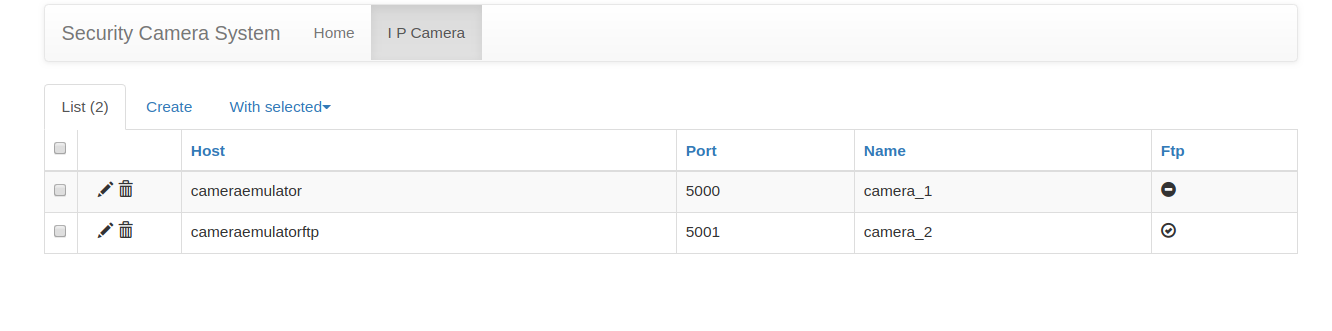 Security Camera System Home I P Camera
List (2) Create With selected
Host Port Name Ftp
cameraemulator 5000 camera_1
cameraemulatorftp 5001 camera_2